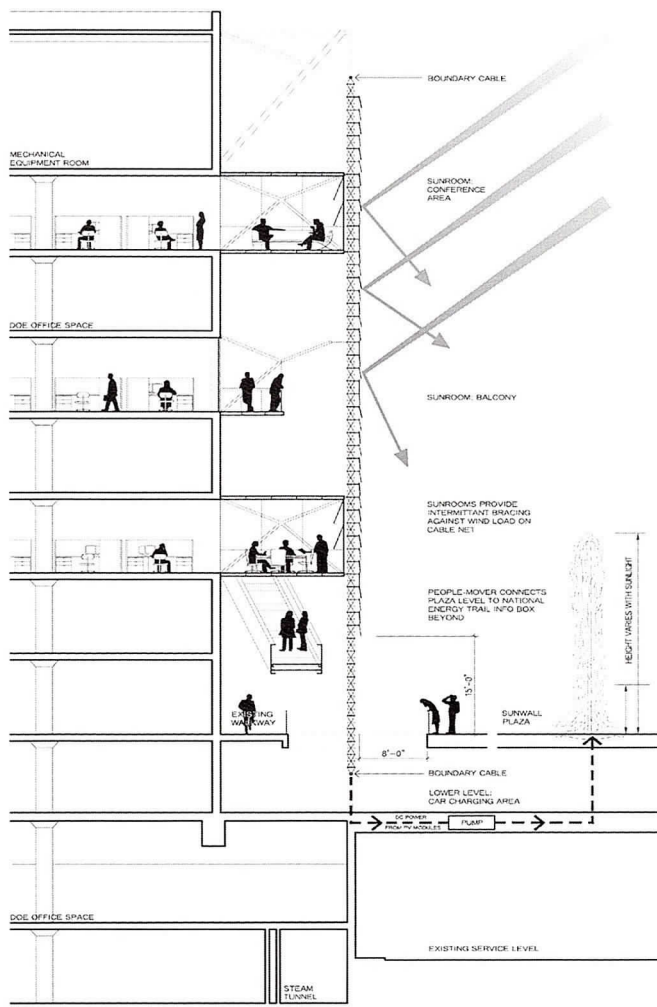 BOUNDARY CABLE
MECHANICAL
EQUIPMENT ROOM
SUNROOM:
CONFERENCE
AREA
DOE OFFICE SPACE
SUNROOM: BALCONY
SUNROOMS PROVIDE
INTERMITTANT BRACING
AGAINST WIND LOAD ON
CABLE NET
PEOPLE-MOVER CONNECTS
PLAZA LEVEL TO NATIONAL
ENERGY TRAIL INFO BOX
BEYOND
HEIGHT VARIES WITH SUNLIGHT
15'-0"
EXISTING
WALKWAY
SUNWALL
PLAZA
8'-0"
BOUNDARY CABLE
LOWER LEVEL:
CAR CHARGING AREA
DC POWER
FROM PV MODULES
PUMP
DOE OFFICE SPACE
EXISTING SERVICE LEVEL
STEAM
TUNNEL